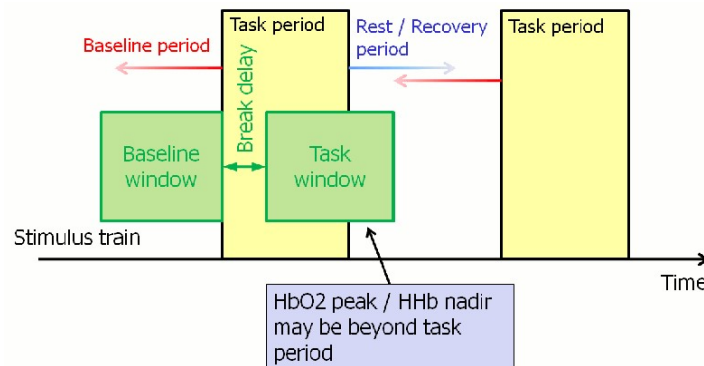 Task period
Rest / Recovery
period
Task period
Baseline period
Break delay
Baseline
window
Task
window
Stimulus train
Time
HbO2 peak / HHb nadir
may be beyond task
period